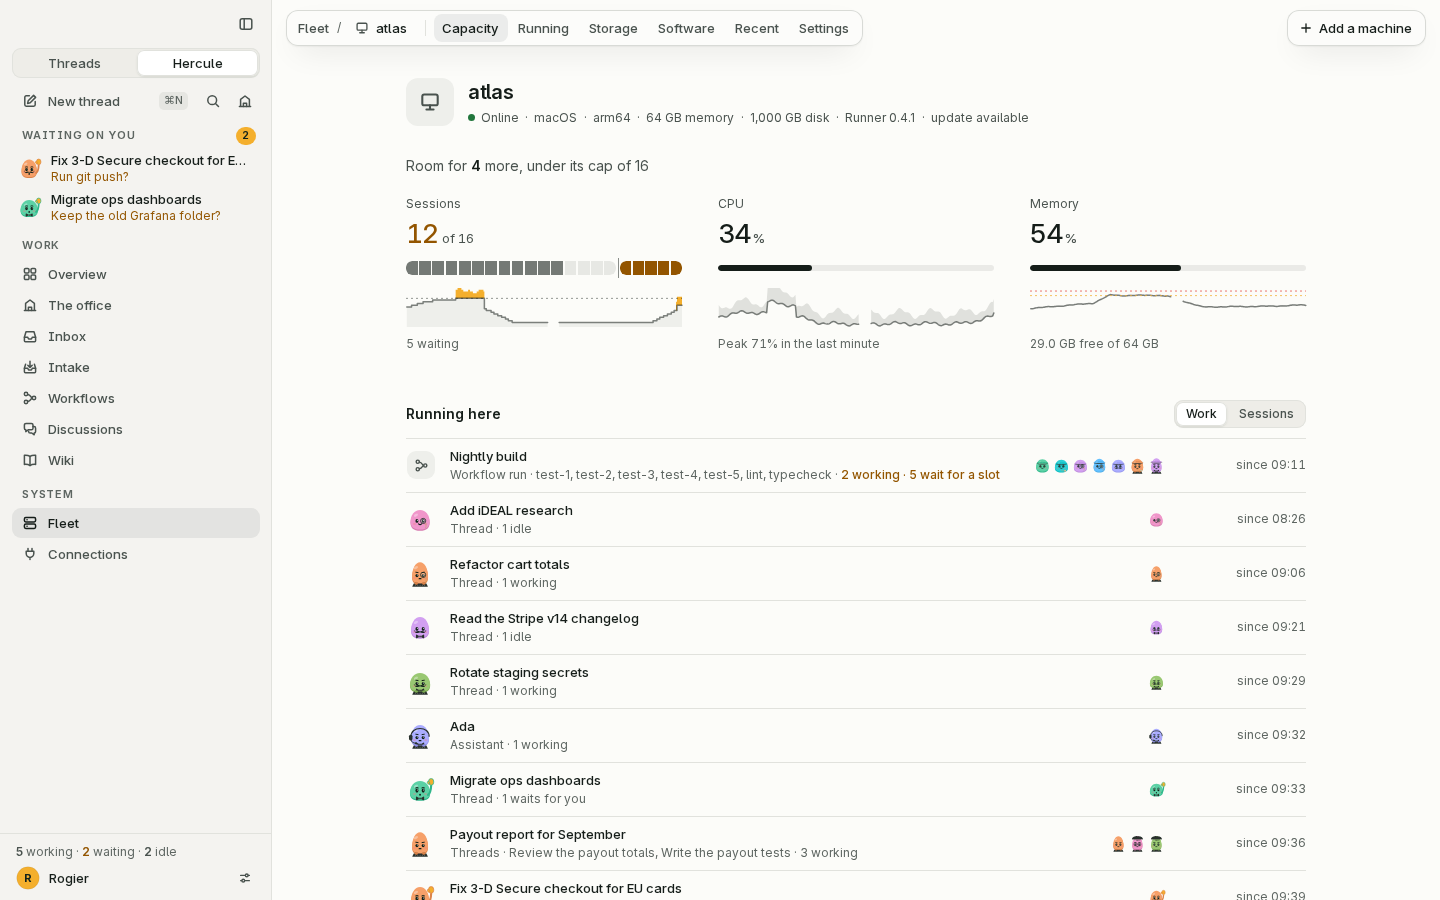 Threads
Hercule
New thread
⌘N
WAITING ON YOU
2
Fix 3-D Secure checkout for E…
Run git push?
Migrate ops dashboards
Keep the old Grafana folder?
WORK
Overview
The office
Inbox
Intake
Workflows
Discussions
Wiki
SYSTEM
Fleet
Connections
5 working · 2 waiting · 2 idle
R
Rogier
Fleet / atlas
Capacity
Running
Storage
Software
Recent
Settings
Add a machine
atlas
Online · macOS · arm64 · 64 GB memory · 1,000 GB disk · Runner 0.4.1 · update available
Room for 4 more, under its cap of 16
Sessions
12 of 16
5 waiting
CPU
34%
Peak 71% in the last minute
Memory
54%
29.0 GB free of 64 GB
Running here
Work
Sessions
Nightly build
Workflow run · test-1, test-2, test-3, test-4, test-5, lint, typecheck · 2 working · 5 wait for a slot
since 09:11
Add iDEAL research
Thread · 1 idle
since 08:26
Refactor cart totals
Thread · 1 working
since 09:06
Read the Stripe v14 changelog
Thread · 1 idle
since 09:21
Rotate staging secrets
Thread · 1 working
since 09:29
Ada
Assistant · 1 working
since 09:32
Migrate ops dashboards
Thread · 1 waits for you
since 09:33
Payout report for September
Threads · Review the payout totals, Write the payout tests · 3 working
since 09:36
Fix 3-D Secure checkout for EU cards
since 09:39